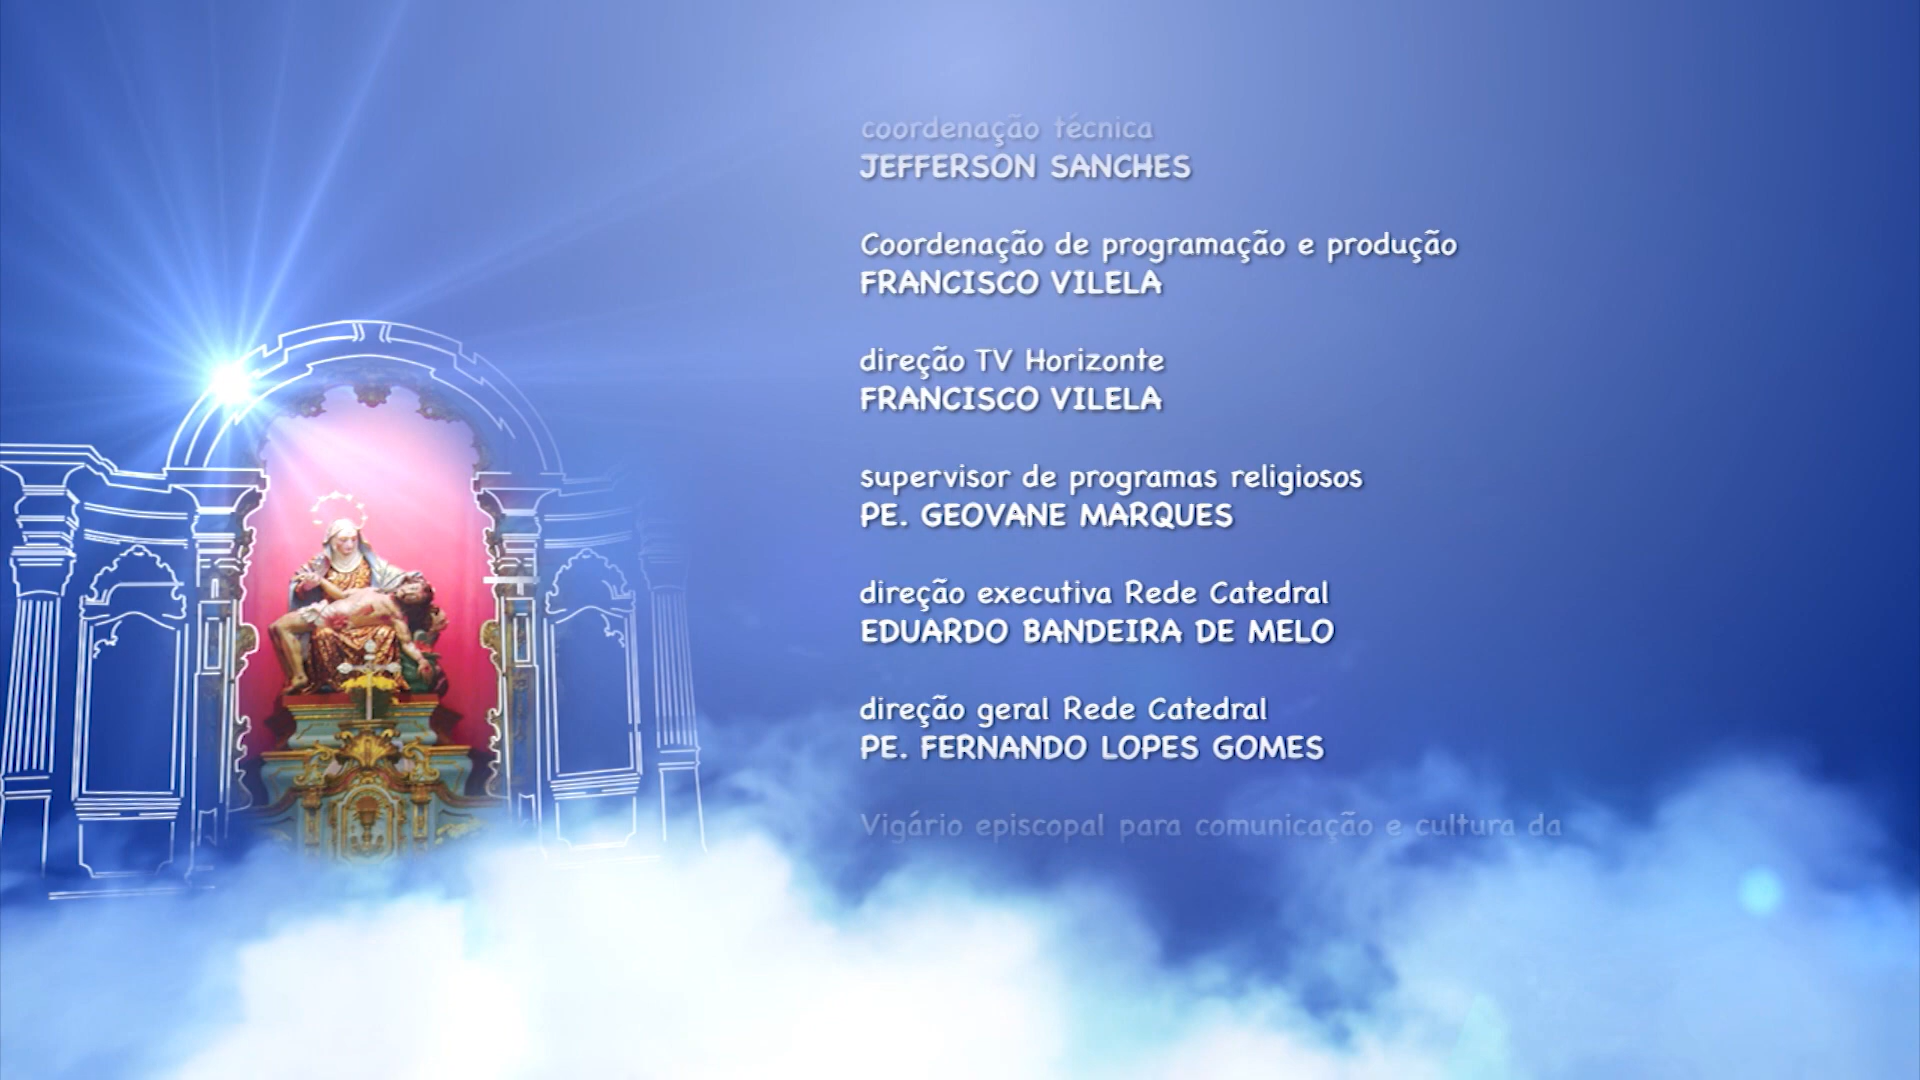 coordenação técnica
JEFFERSON SANCHES
Coordenação de programação e produção
FRANCISCO VILELA
direção TV Horizonte
FRANCISCO VILELA
supervisor de programas religiosos
PE. GEOVANE MARQUES
direção executiva Rede Catedral
EDUARDO BANDEIRA DE MELO
direção geral Rede Catedral
PE. FERNANDO LOPES GOMES
Vigário episcopal para comunicação e cultura da